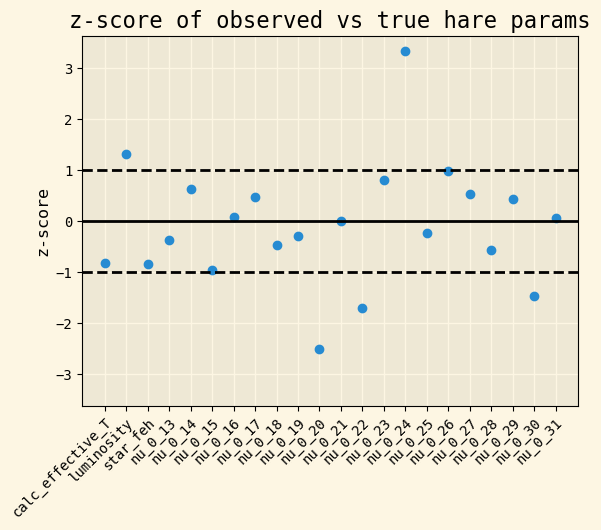 z-score of observed vs true hare params
z-score
3
2
1
0
−1
−2
−3
calc_effective_T
luminosity
star_feh
nu_0_13
nu_0_14
nu_0_15
nu_0_16
nu_0_17
nu_0_18
nu_0_19
nu_0_20
nu_0_21
nu_0_22
nu_0_23
nu_0_24
nu_0_25
nu_0_26
nu_0_27
nu_0_28
nu_0_29
nu_0_30
nu_0_31